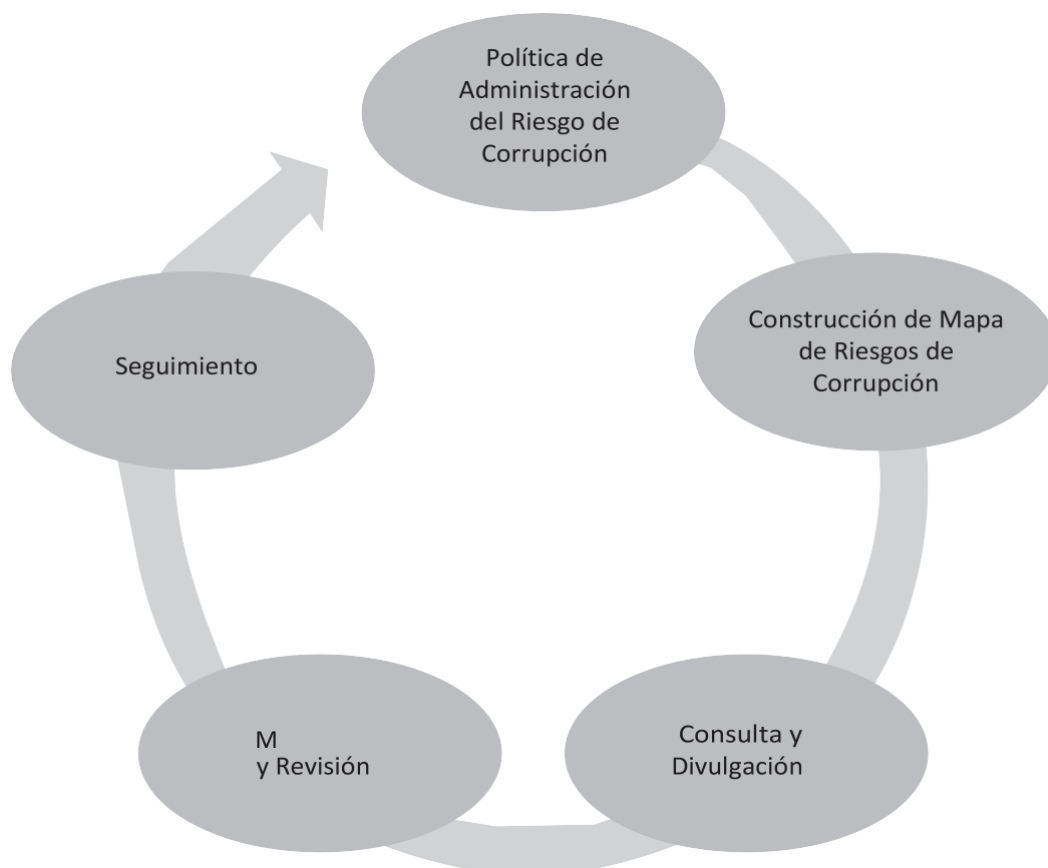 Política de
Administración
del Riesgo de
Corrupción
Construcción de Mapa
de Riesgos de
Corrupción
Consulta y
Divulgación
M
y Revisión
Seguimiento